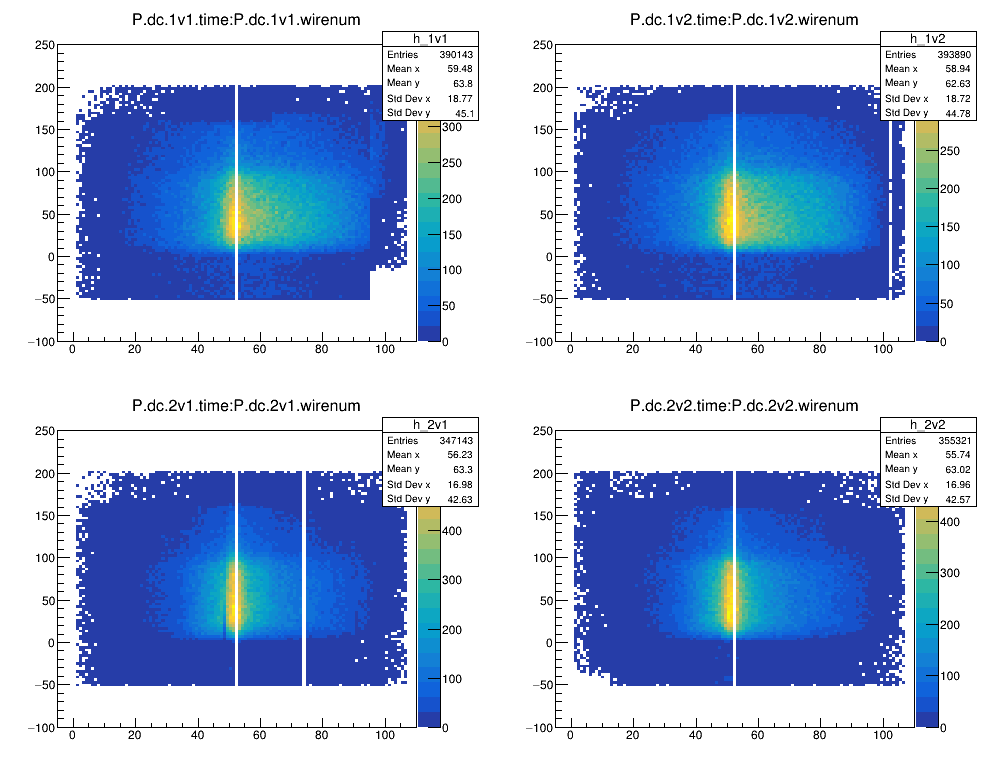 P.dc.1v1.time:P.dc.1v1.wirenum
h_1v1
Entries 390143
Mean x 59.48
Mean y 63.8
Std Dev x 18.77
Std Dev y 45.1
250
200
150
100
50
0
−50
−100
0 20 40 60 80 100
300
250
200
150
100
50
0
P.dc.1v2.time:P.dc.1v2.wirenum
h_1v2
Entries 393890
Mean x 58.94
Mean y 62.63
Std Dev x 18.72
Std Dev y 44.78
250
200
150
100
50
0
−50
−100
0 20 40 60 80 100
250
200
150
100
50
0
P.dc.2v1.time:P.dc.2v1.wirenum
h_2v1
Entries 347143
Mean x 56.23
Mean y 63.3
Std Dev x 16.98
Std Dev y 42.63
250
200
150
100
50
0
−50
−100
0 20 40 60 80 100
400
300
200
100
0
P.dc.2v2.time:P.dc.2v2.wirenum
h_2v2
Entries 355321
Mean x 55.74
Mean y 63.02
Std Dev x 16.96
Std Dev y 42.57
250
200
150
100
50
0
−50
−100
0 20 40 60 80 100
400
300
200
100
0